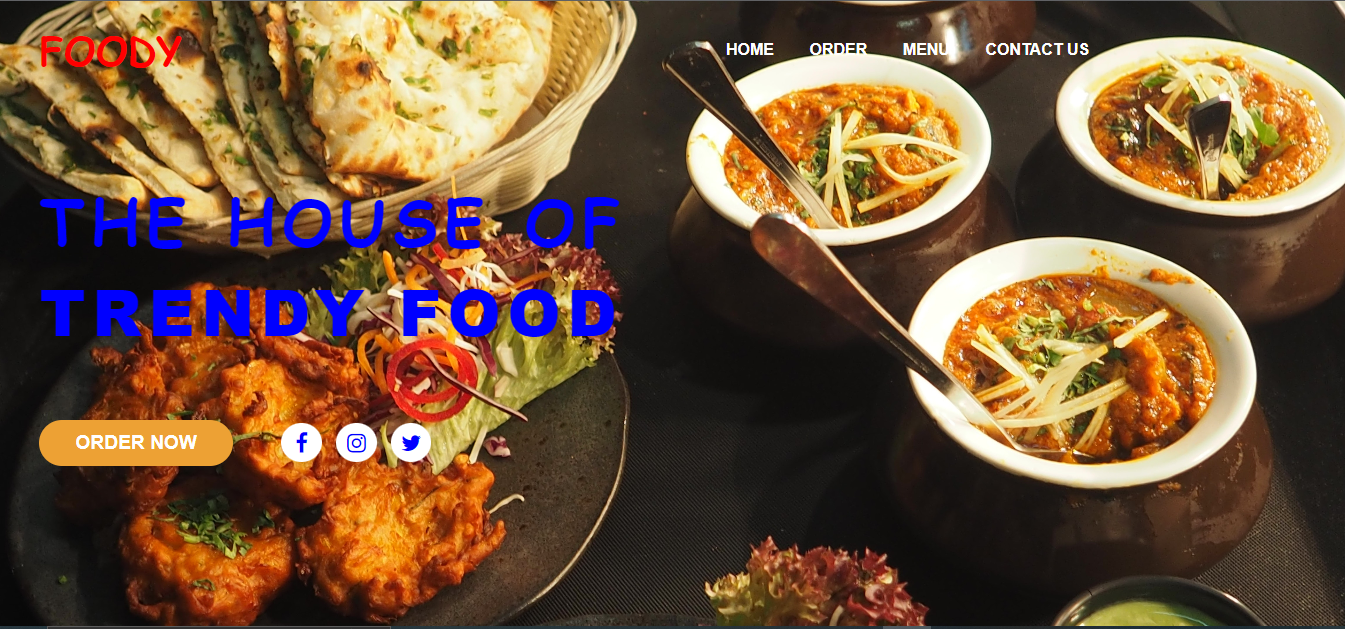 FOODY
HOME ORDER MENU CONTACT US
THE HOUSE OF
TRENDY FOOD
ORDER NOW